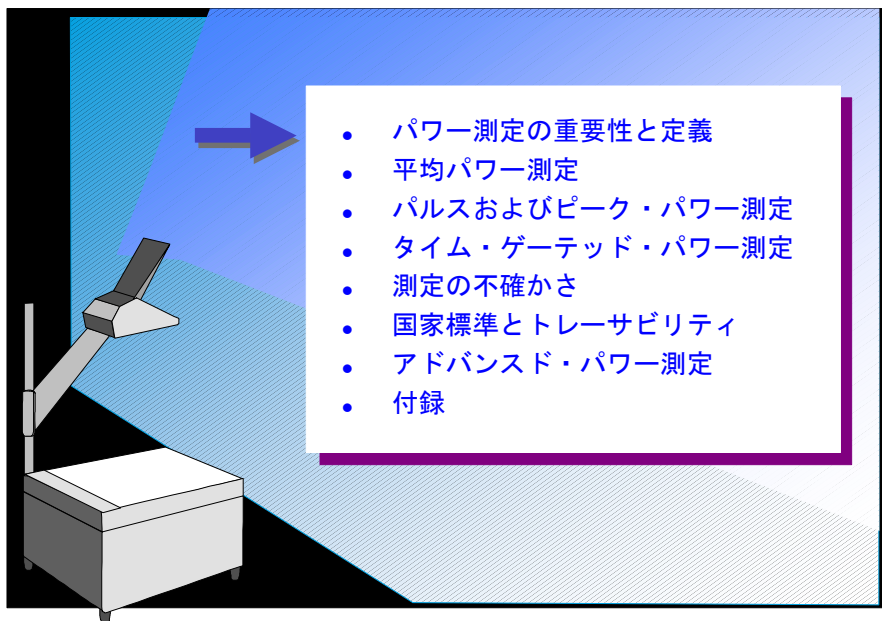 • パワー測定の重要性と定義
• 平均パワー測定
• パルスおよびピーク・パワー測定
• タイム・ゲーテッド・パワー測定
• 測定の不確かさ
• 国家標準とトレーサビリティ
• アドバンスド・パワー測定
• 付録